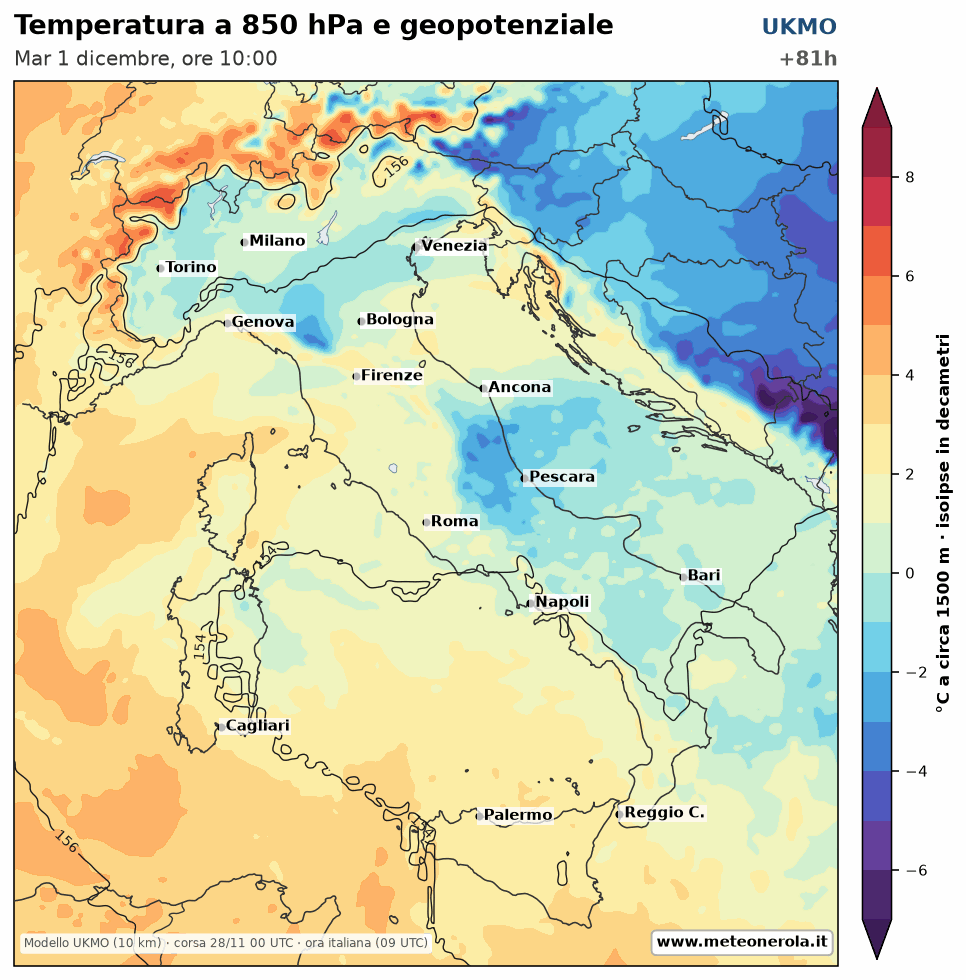 Temperatura a 850 hPa e geopotenziale
UKMO
Mar 1 dicembre, ore 10:00
+81h
156
Milano
Venezia
Torino
Genova
Bologna
156
Firenze
Ancona
Pescara
Roma
54
Bari
Napoli
154
Cagliari
Palermo
Reggio C.
154
156
8
6
4
2
0
−2
−4
−6
°C a circa 1500 m · isoipse in decametri
Modello UKMO (10 km) · corsa 28/11 00 UTC · ora italiana (09 UTC)
www.meteonerola.it